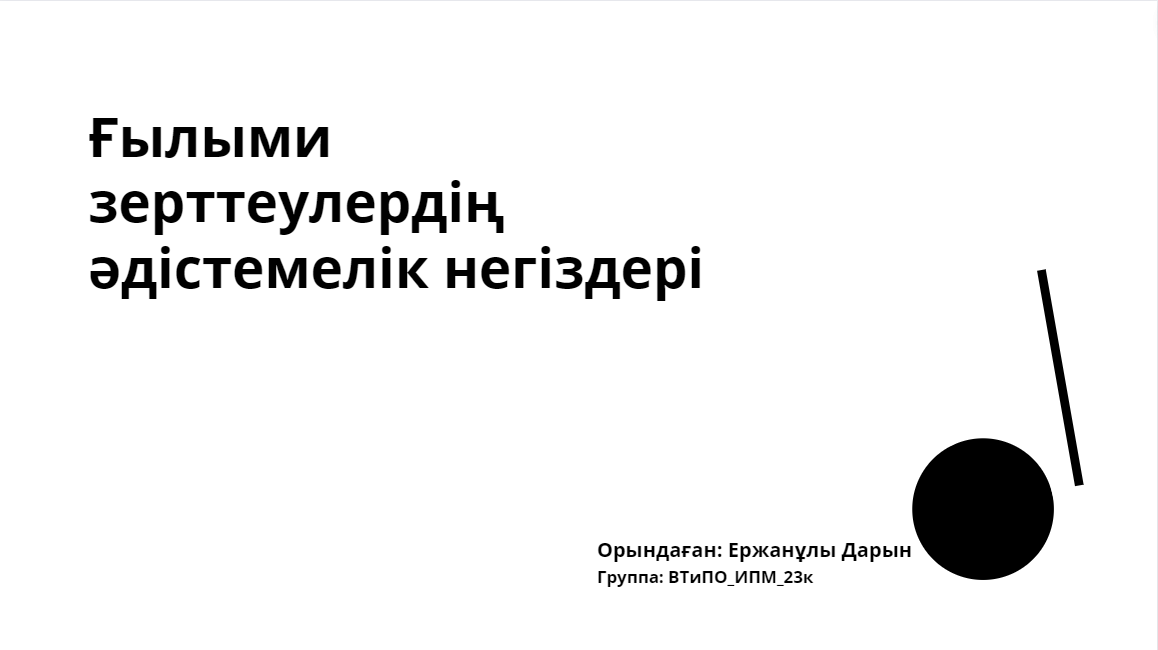 Ғылыми
зерттеулердің
әдістемелік негіздері
Орындаған: Ержанұлы Дарын
Группа: ВТиПО_ИПМ_23к